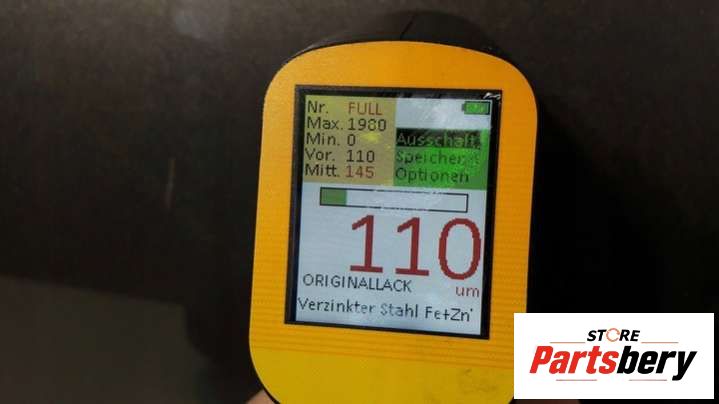 Nr. FULL
Max. 1980
Min. 0
Vor. 110
Mitt. 145
Ausschalt.
Speichern
Optionen
110
um
ORIGINALLACK
Verzinkter Stahl Fe+Zn
STORE
Partsbery